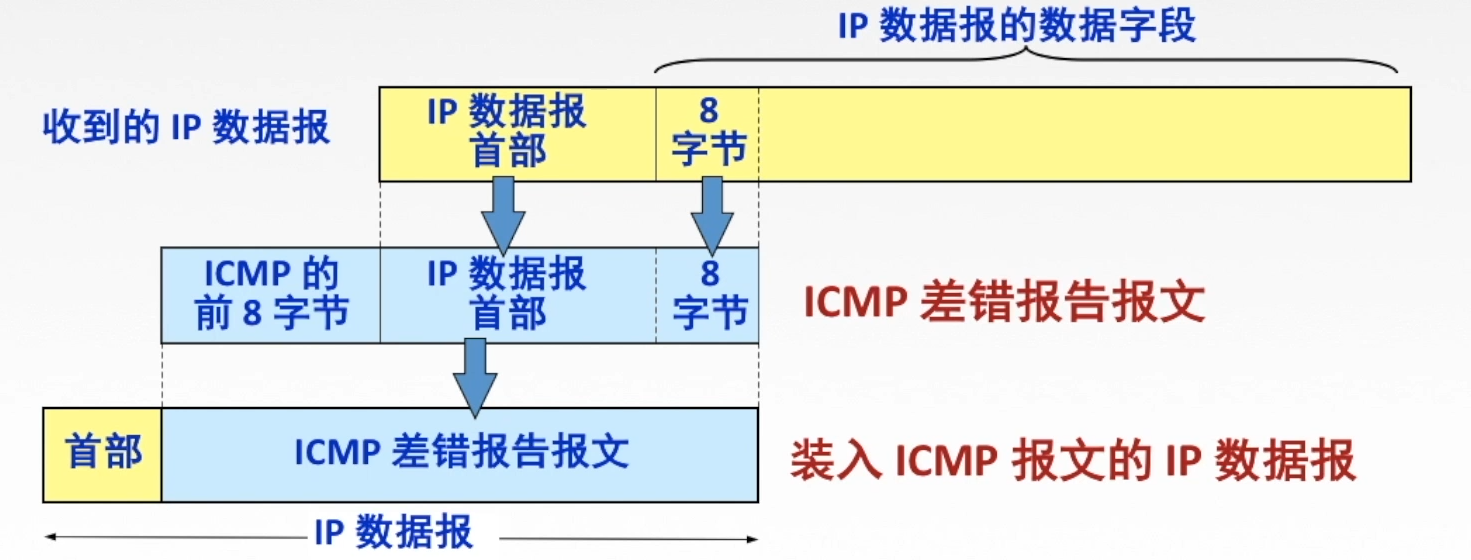 IP 数据报的数据字段
收到的 IP 数据报
IP 数据报
首部
8
字节
ICMP 的
前 8 字节
IP 数据报
首部
8
字节
ICMP 差错报告报文
首部
ICMP 差错报告报文
装入 ICMP 报文的 IP 数据报
IP 数据报